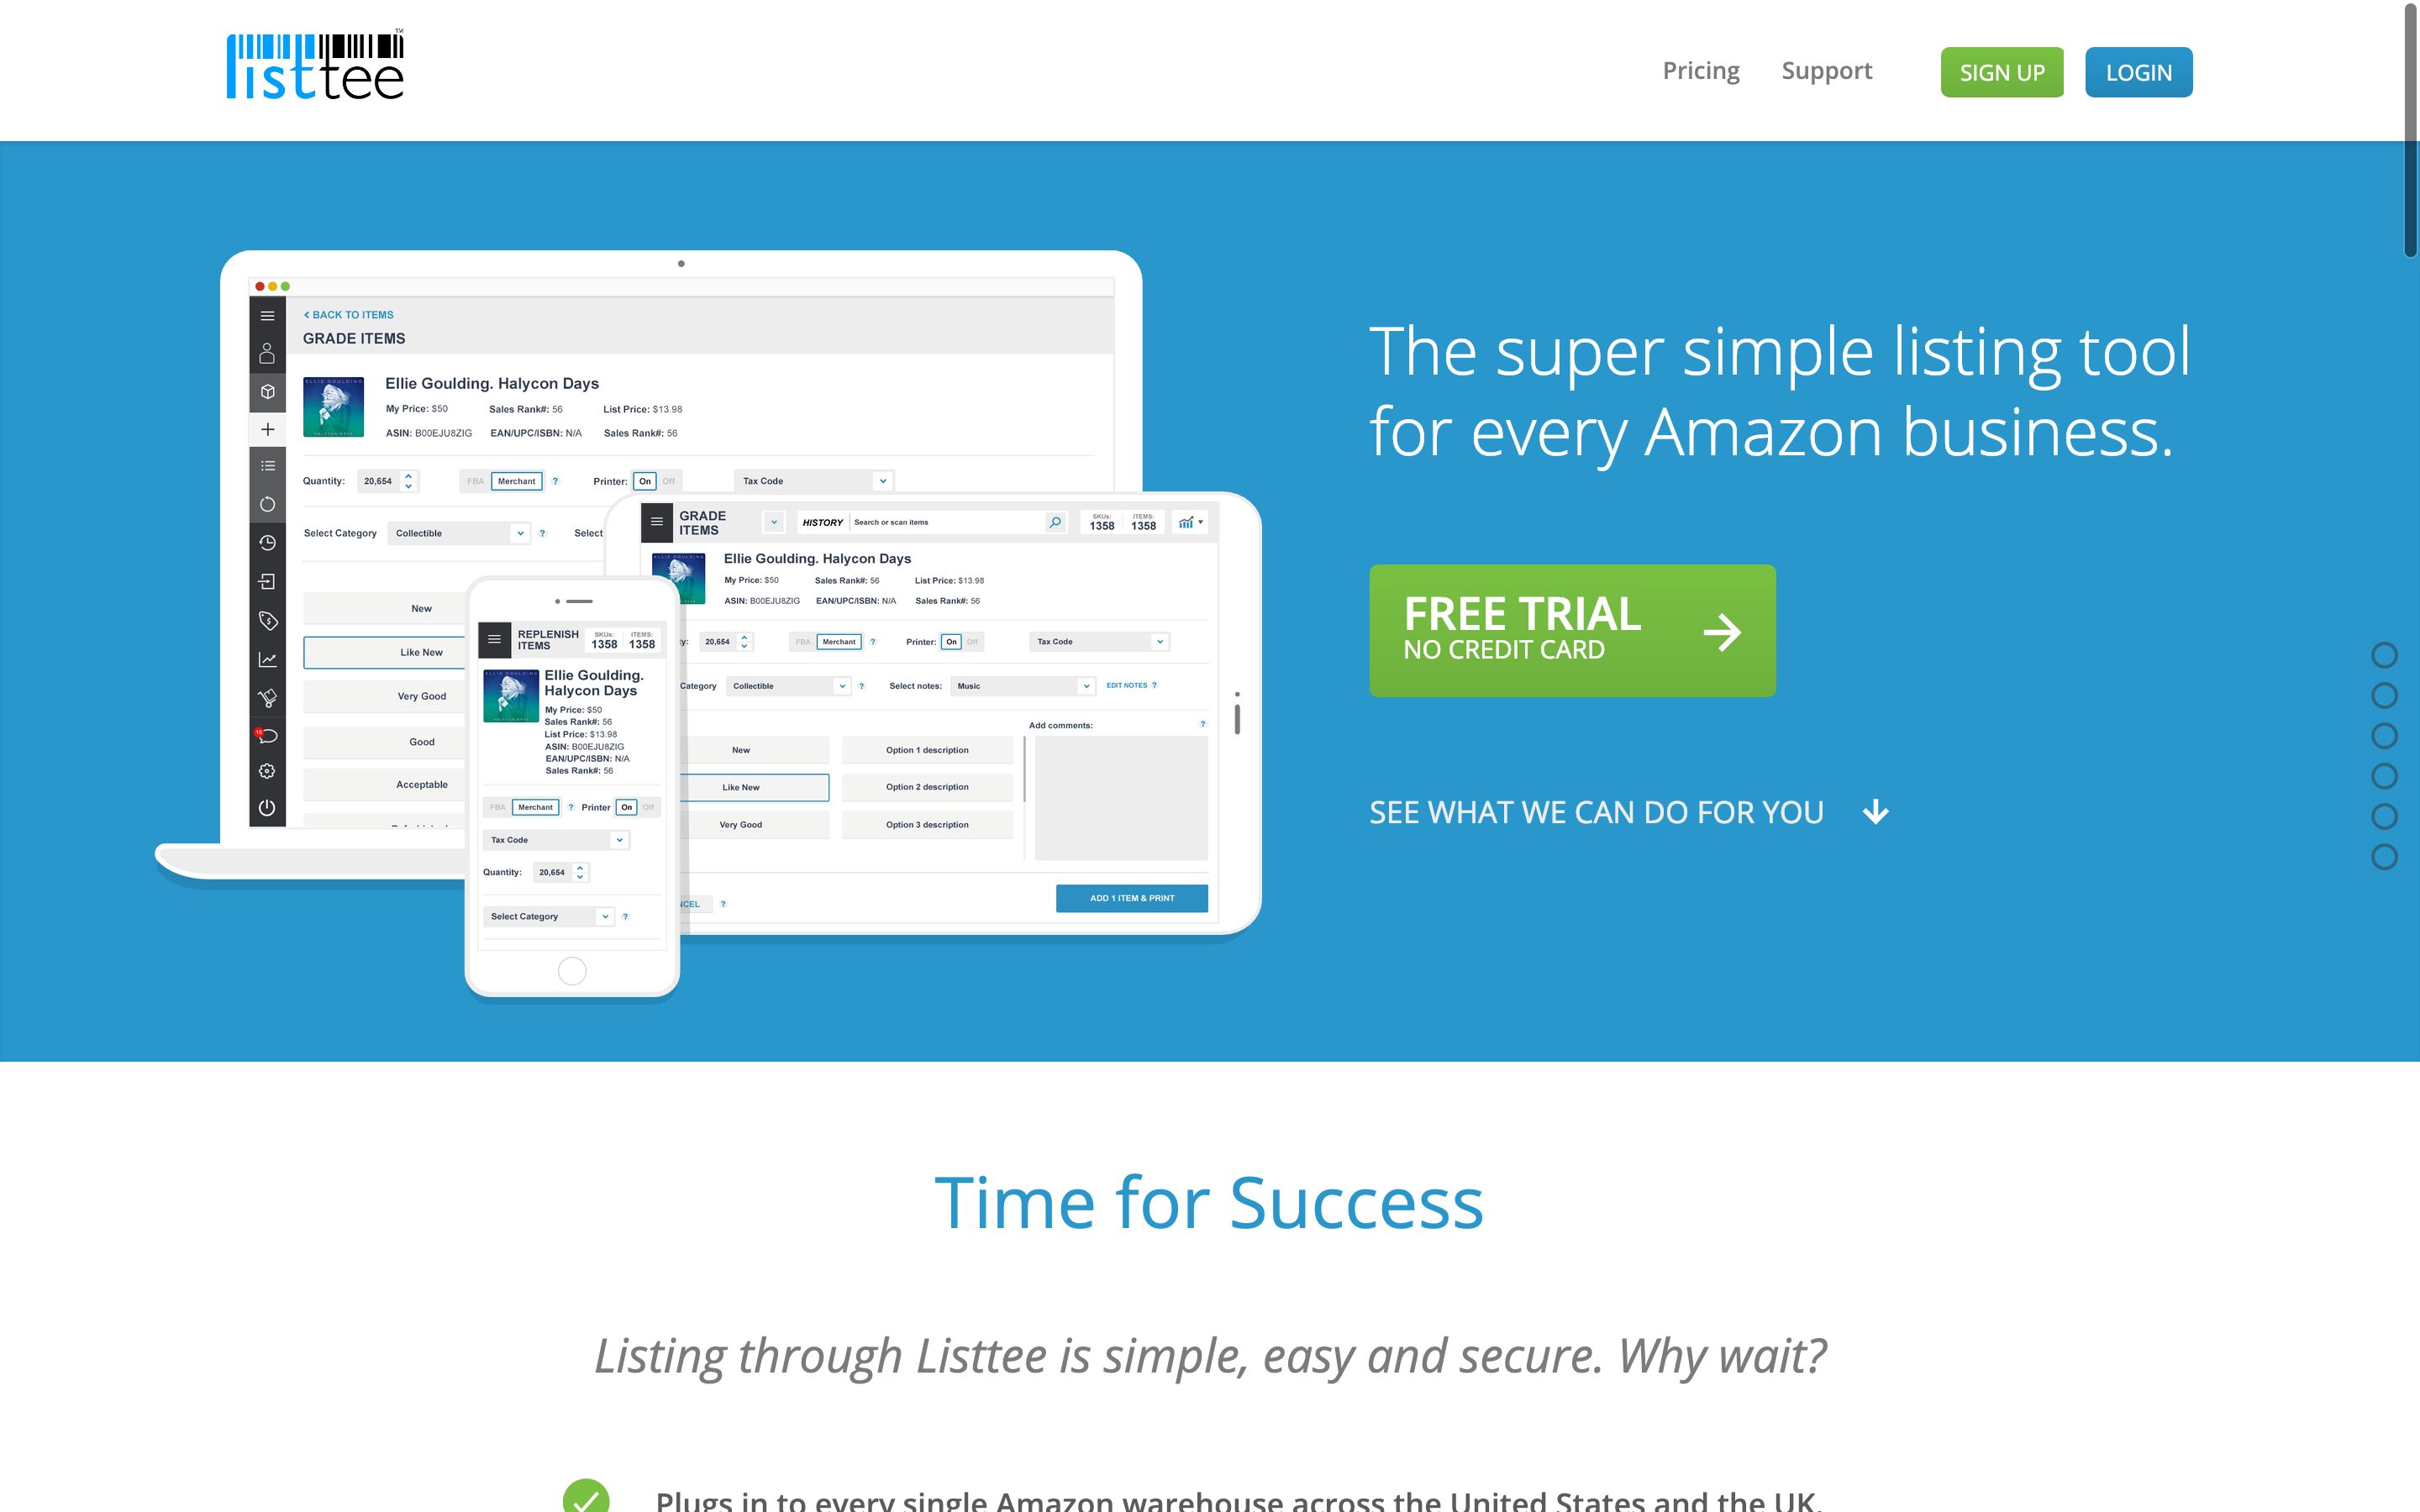 listtee™
Pricing
Support
SIGN UP
LOGIN
BACK TO ITEMS
GRADE ITEMS
ELLIE GOULDING
Ellie Goulding. Halycon Days
My Price: $50 Sales Rank#: 56 List Price: $13.98
ASIN: B00EJU8ZIG EAN/UPC/ISBN: N/A Sales Rank#: 56
Quantity: 20,654 FBA Merchant ? Printer: On Off Tax Code
Select Category Collectible ? Select
New
Like New
Very Good
Good
Acceptable
GRADE
ITEMS
HISTORY Search or scan items
SKUs: ITEMS:
1358 1358
Ellie Goulding. Halycon Days
My Price: $50 Sales Rank#: 56 List Price: $13.98
ASIN: B00EJU8ZIG EAN/UPC/ISBN: N/A Sales Rank#: 56
20,654 FBA Merchant ? Printer: On Off Tax Code
Category Collectible ? Select notes: Music EDIT NOTES ?
Add comments: ?
New Option 1 description
Like New Option 2 description
Very Good Option 3 description
NCEL ? ADD 1 ITEM & PRINT
REPLENISH
ITEMS
SKUs: ITEMS:
1358 1358
ELLIE GOULDING
Ellie Goulding.
Halycon Days
My Price: $50
Sales Rank#: 56
List Price: $13.98
ASIN: B00EJU8ZIG
EAN/UPC/ISBN: N/A
Sales Rank#: 56
FBA Merchant ? Printer On Off
Tax Code
Quantity: 20,654
Select Category ?
The super simple listing tool
for every Amazon business.
FREE TRIAL
NO CREDIT CARD
SEE WHAT WE CAN DO FOR YOU
Time for Success
Listing through Listtee is simple, easy and secure. Why wait?
Plugs in to every single Amazon warehouse across the United States and the UK.